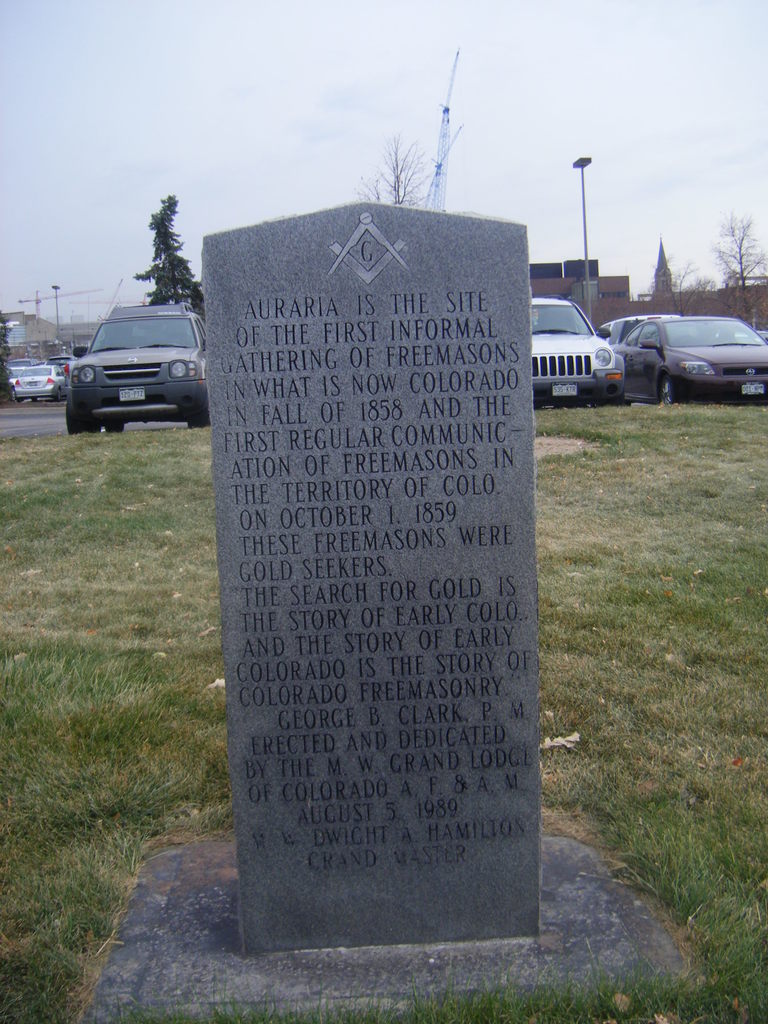 G
AURARIA IS THE SITE
OF THE FIRST INFORMAL
GATHERING OF FREEMASONS
IN WHAT IS NOW COLORADO
IN FALL OF 1858 AND THE
FIRST REGULAR COMMUNIC-
ATION OF FREEMASONS IN
THE TERRITORY OF COLO.
ON OCTOBER 1, 1859
THESE FREEMASONS WERE
GOLD SEEKERS.
THE SEARCH FOR GOLD IS
THE STORY OF EARLY COLO.
AND THE STORY OF EARLY
COLORADO IS THE STORY OF
COLORADO FREEMASONRY
GEORGE B. CLARK, P. M.
ERECTED AND DEDICATED
BY THE M. W. GRAND LODGE
OF COLORADO A. F. & A. M.
AUGUST 5, 1989
M. W. DWIGHT A. HAMILTON
GRAND MASTER